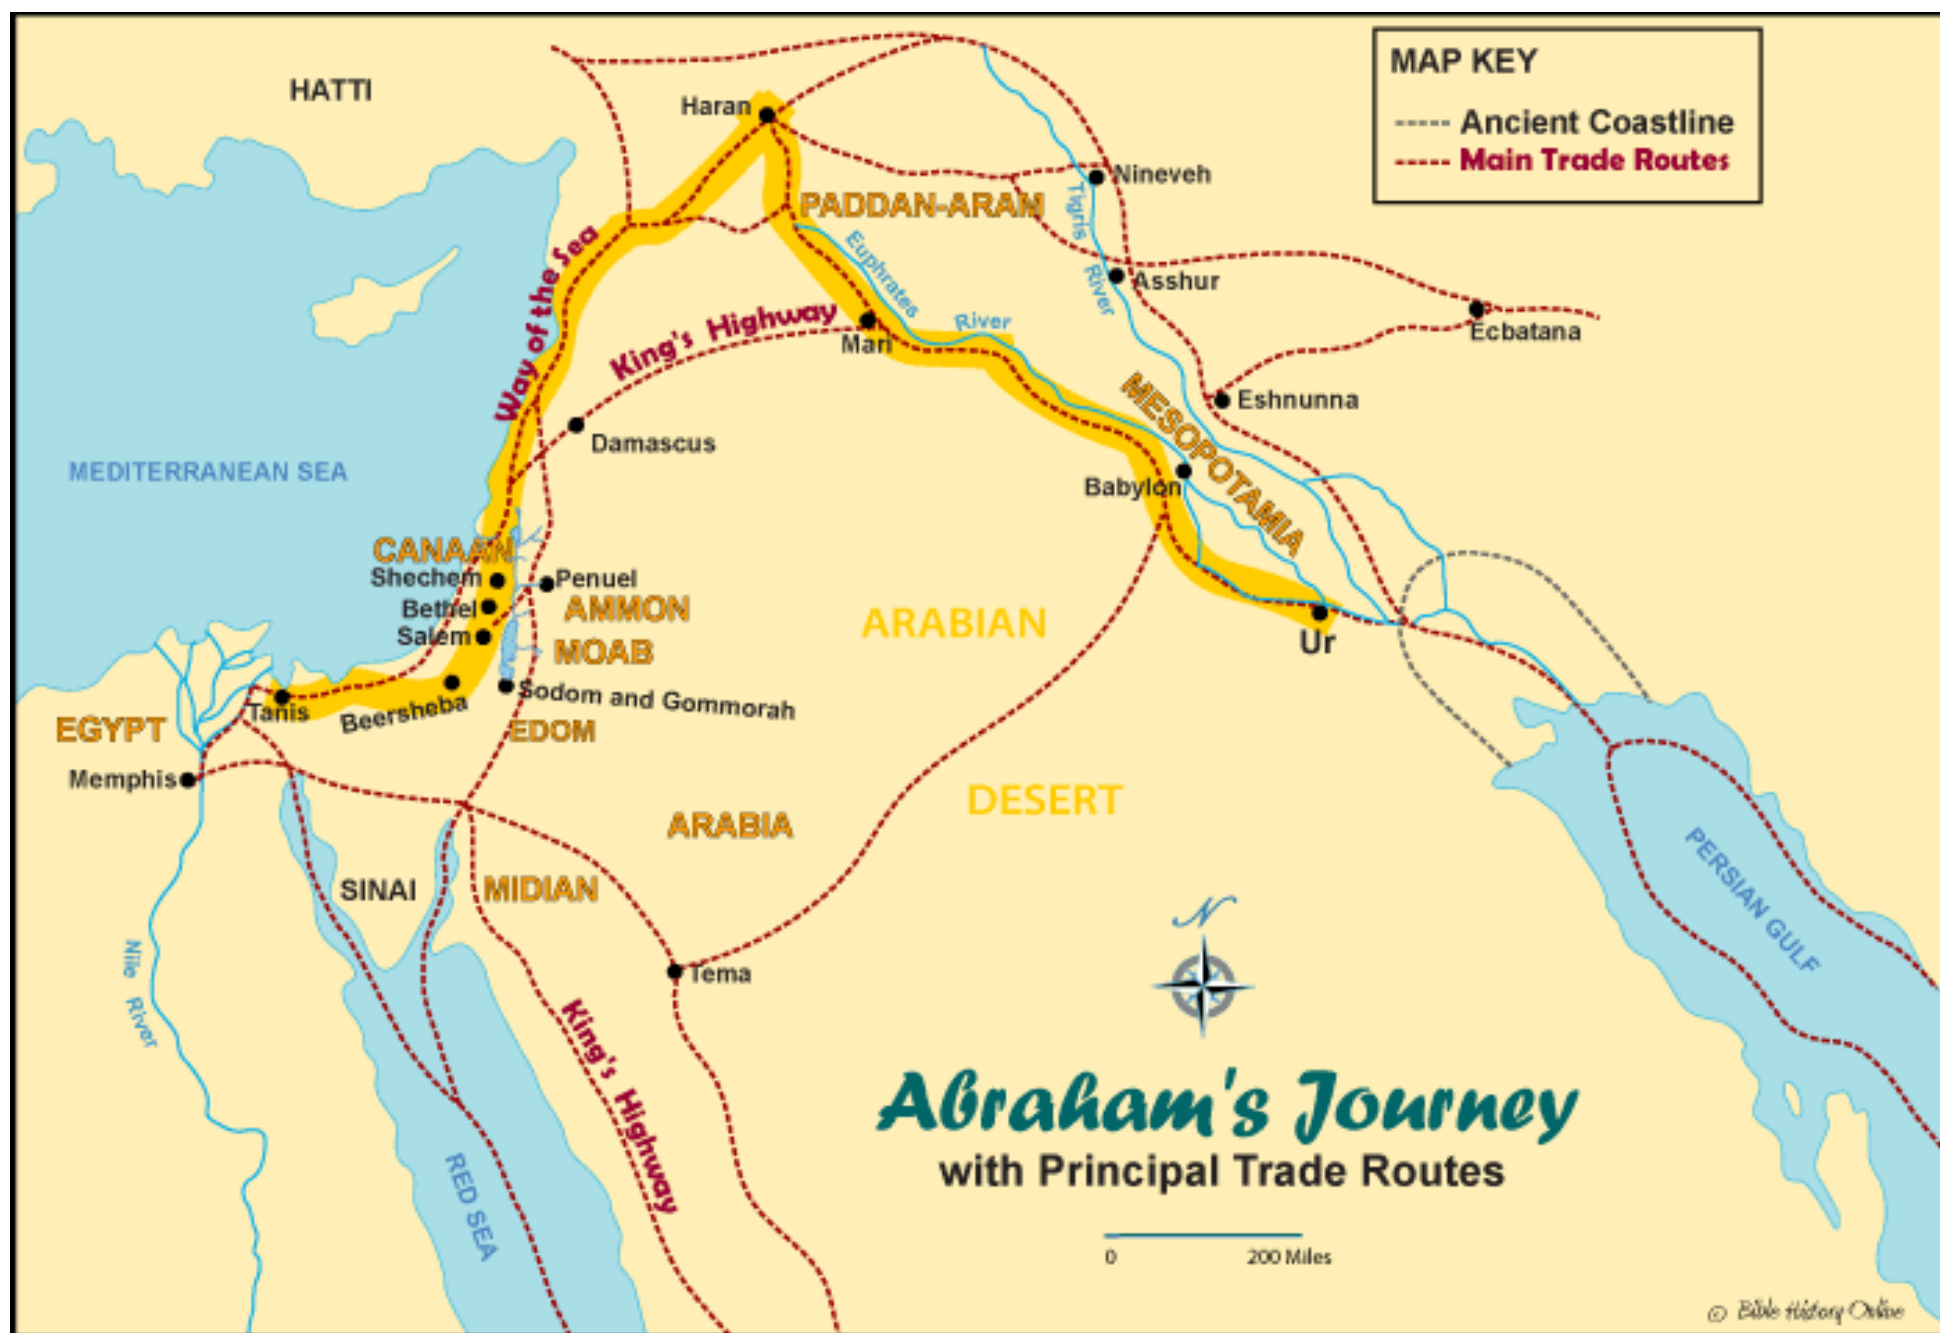 HATTI
MAP KEY
Ancient Coastline
Main Trade Routes
Haran
Nineveh
PADDAN-ARAM
Tigris
River
Euphrates
River
Asshur
Ecbatana
Way of the Sea
King's Highway
Mari
Eshnunna
MESOPOTAMIA
Damascus
MEDITERRANEAN SEA
Babylon
CANAAN
Shechem
Penuel
Bethel
AMMON
Salem
MOAB
ARABIAN
Ur
Sodom and Gommorah
Tanis
Beersheba
EGYPT
EDOM
Memphis
DESERT
ARABIA
PERSIAN GULF
SINAI
MIDIAN
Nile River
Tema
N
King's Highway
Abraham's Journey
with Principal Trade Routes
RED SEA
0 200 Miles
© Bible History Online